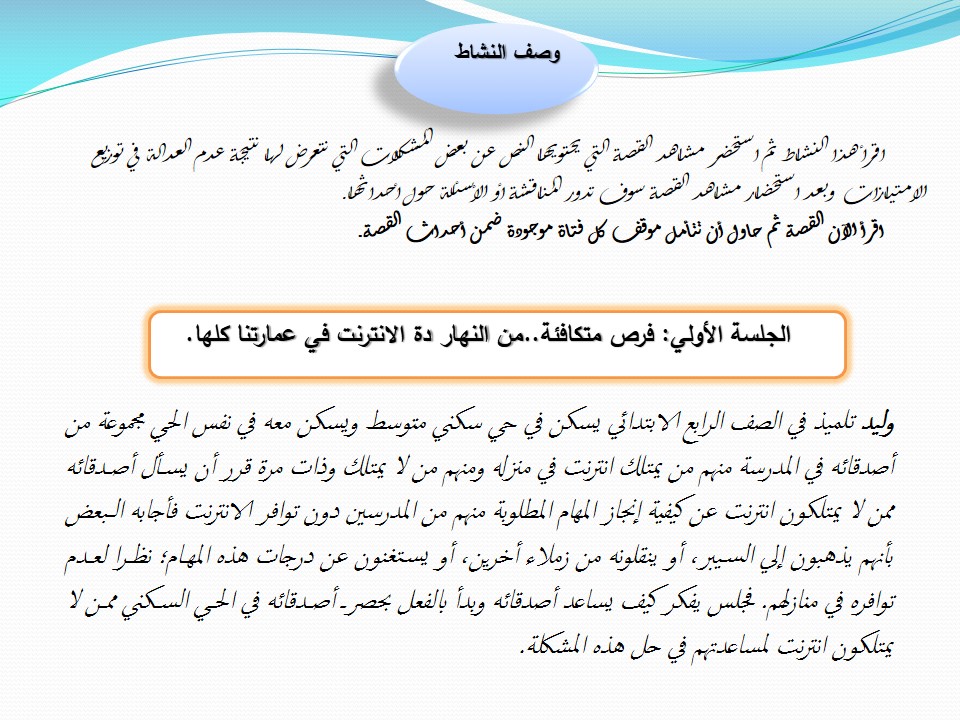 وصف النشاط
اقرأ هذا النشاط ثم استحضر مشاهد القصة التي يحتويها النص عن بعض المشكلات التي نتعرض لها نتيجة عدم العدالة في توزيع
الامتيازات وبعد استحضار مشاهد القصة سوف تدور المناقشة أو الأسئلة حول أحداثها.
اقرأ الآن القصة ثم حاول أن تتأمل موقف كل فتاة موجودة ضمن أحداث القصة.
الجلسة الأولي: فرص متكافئة..من النهار دة الانترنت في عمارتنا كلها.
وليد تلميذ في الصف الرابع الابتدائي يسكن في حي سكني متوسط ويسكن معه في نفس الحي مجموعة من
أصدقائه في المدرسة منهم من يمتلك انترنت في منزله ومنهم من لا يمتلك وذات مرة قرر أن يسأل أصدقائه
ممن لا يمتلكون انترنت عن كيفية إنجاز المهام المطلوبة منهم من المدرسين دون توافر الانترنت فأجابه البعض
بأنهم يذهبون إلي السيبر، أو ينقلونه من زملاء أخرين، أو يستغنون عن درجات هذه المهام؛ نظرا لعدم
توافره في منازلهم. فجلس يفكر كيف يساعد أصدقائه وبدأ بالفعل بحصر أصدقائه في الحي السكني ممن لا
يمتلكون انترنت لمساعدتهم في حل هذه المشكلة.